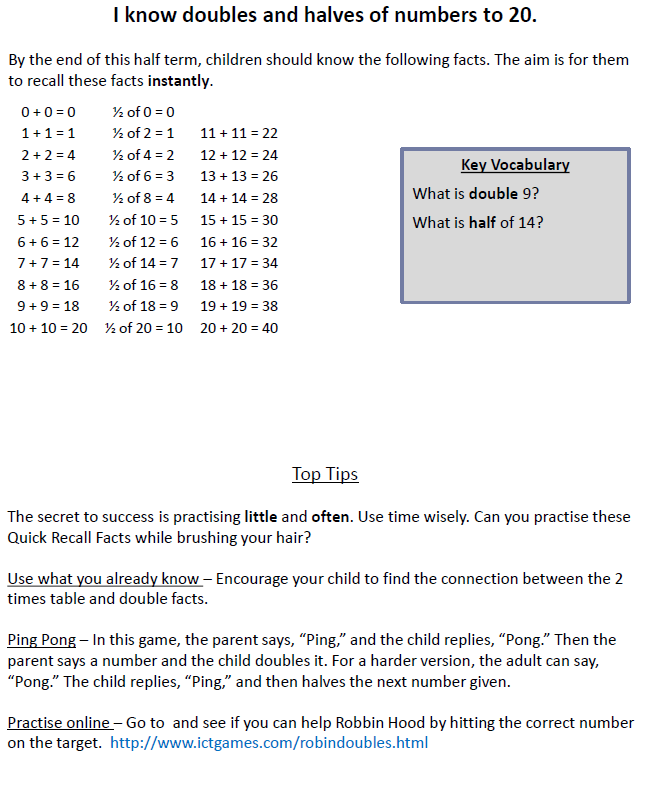 I know doubles and halves of numbers to 20.
By the end of this half term, children should know the following facts. The aim is for them
to recall these facts instantly.
0 + 0 = 0 ½ of 0 = 0
1 + 1 = 1 ½ of 2 = 1 11 + 11 = 22
2 + 2 = 4 ½ of 4 = 2 12 + 12 = 24
3 + 3 = 6 ½ of 6 = 3 13 + 13 = 26
4 + 4 = 8 ½ of 8 = 4 14 + 14 = 28
5 + 5 = 10 ½ of 10 = 5 15 + 15 = 30
6 + 6 = 12 ½ of 12 = 6 16 + 16 = 32
7 + 7 = 14 ½ of 14 = 7 17 + 17 = 34
8 + 8 = 16 ½ of 16 = 8 18 + 18 = 36
9 + 9 = 18 ½ of 18 = 9 19 + 19 = 38
10 + 10 = 20 ½ of 20 = 10 20 + 20 = 40
Key Vocabulary
What is double 9?
What is half of 14?
Top Tips
The secret to success is practising little and often. Use time wisely. Can you practise these
Quick Recall Facts while brushing your hair?
Use what you already know – Encourage your child to find the connection between the 2
times table and double facts.
Ping Pong – In this game, the parent says, “Ping,” and the child replies, “Pong.” Then the
parent says a number and the child doubles it. For a harder version, the adult can say,
“Pong.” The child replies, “Ping,” and then halves the next number given.
Practise online – Go to  and see if you can help Robbin Hood by hitting the correct number
on the target.  http://www.ictgames.com/robindoubles.html